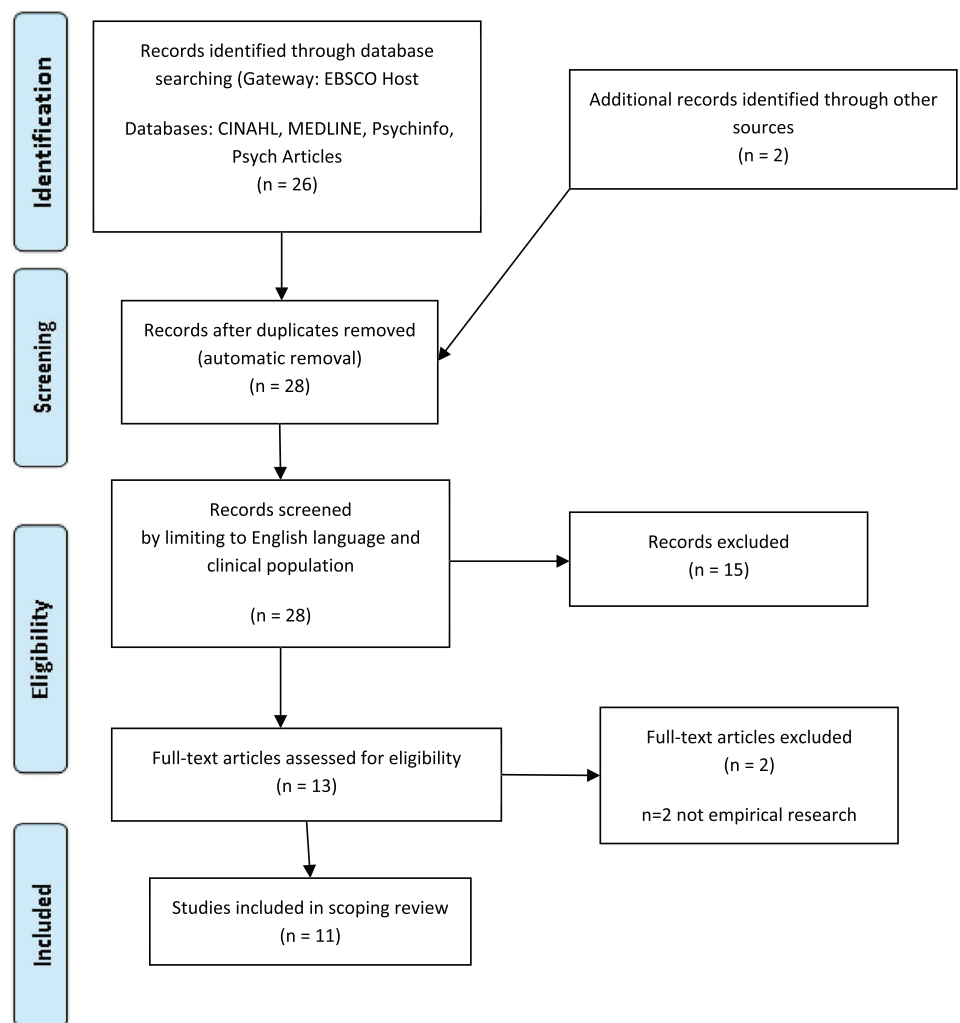 Identification
Records identified through database
searching (Gateway: EBSCO Host
Databases: CINAHL, MEDLINE, Psychinfo,
Psych Articles
(n = 26)
Additional records identified through other
sources
(n = 2)
Screening
Records after duplicates removed
(automatic removal)
(n = 28)
Eligibility
Records screened
by limiting to English language and
clinical population
(n = 28)
Records excluded
(n = 15)
Full-text articles assessed for eligibility
(n = 13)
Full-text articles excluded
(n = 2)
n=2 not empirical research
Included
Studies included in scoping review
(n = 11)